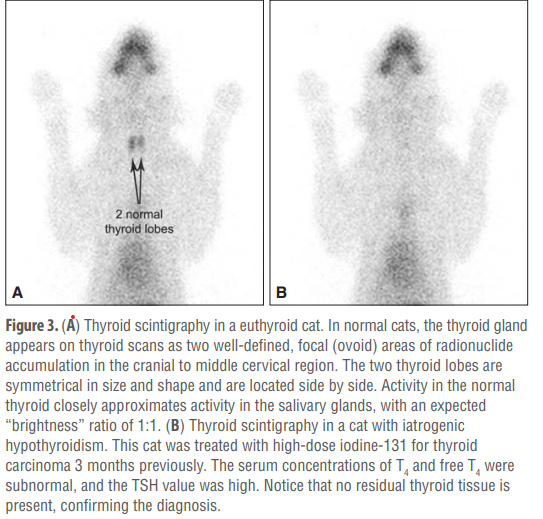 2 normal
thyroid lobes
A
B
Figure 3. (A) Thyroid scintigraphy in a euthyroid cat. In normal cats, the thyroid gland
appears on thyroid scans as two well-defined, focal (ovoid) areas of radionuclide
accumulation in the cranial to middle cervical region. The two thyroid lobes are
symmetrical in size and shape and are located side by side. Activity in the normal
thyroid closely approximates activity in the salivary glands, with an expected
“brightness” ratio of 1:1. (B) Thyroid scintigraphy in a cat with iatrogenic
hypothyroidism. This cat was treated with high-dose iodine-131 for thyroid
carcinoma 3 months previously. The serum concentrations of T4 and free T4 were
subnormal, and the TSH value was high. Notice that no residual thyroid tissue is
present, confirming the diagnosis.